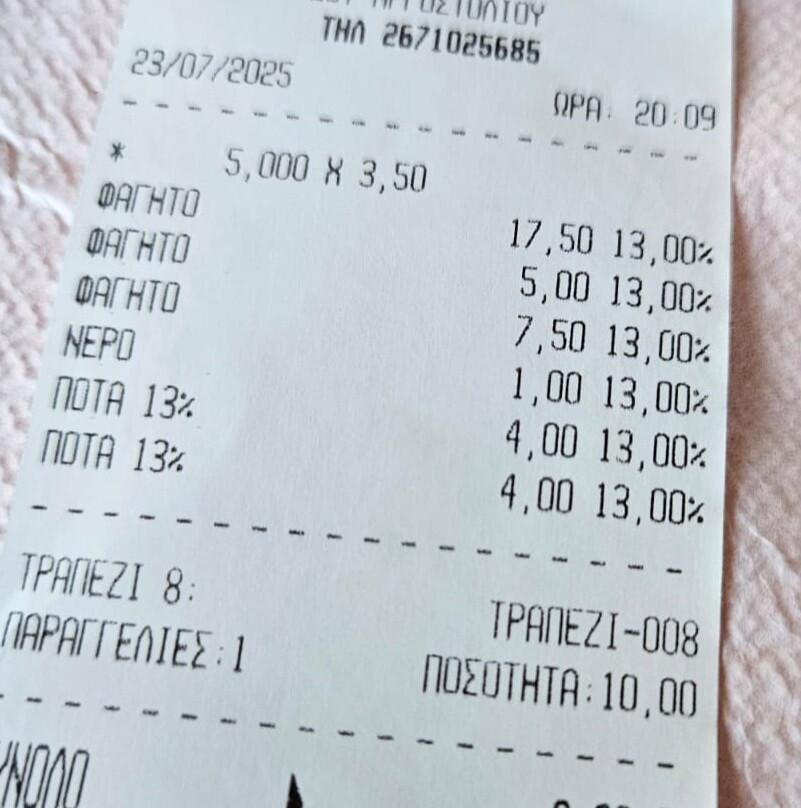 ΤΗΛ 2671025685
23/07/2025 ΩΡΑ: 20:09
* 5,000 X 3,50
ΦΑΓΗΤΟ 17,50 13,00%
ΦΑΓΗΤΟ 5,00 13,00%
ΦΑΓΗΤΟ 7,50 13,00%
ΝΕΡΟ 1,00 13,00%
ΠΟΤΑ 13% 4,00 13,00%
ΠΟΤΑ 13% 4,00 13,00%
ΤΡΑΠΕΖΙ 8: ΤΡΑΠΕΖΙ-008
ΠΑΡΑΓΓΕΛΙΕΣ:1 ΠΟΣΟΤΗΤΑ:10,00